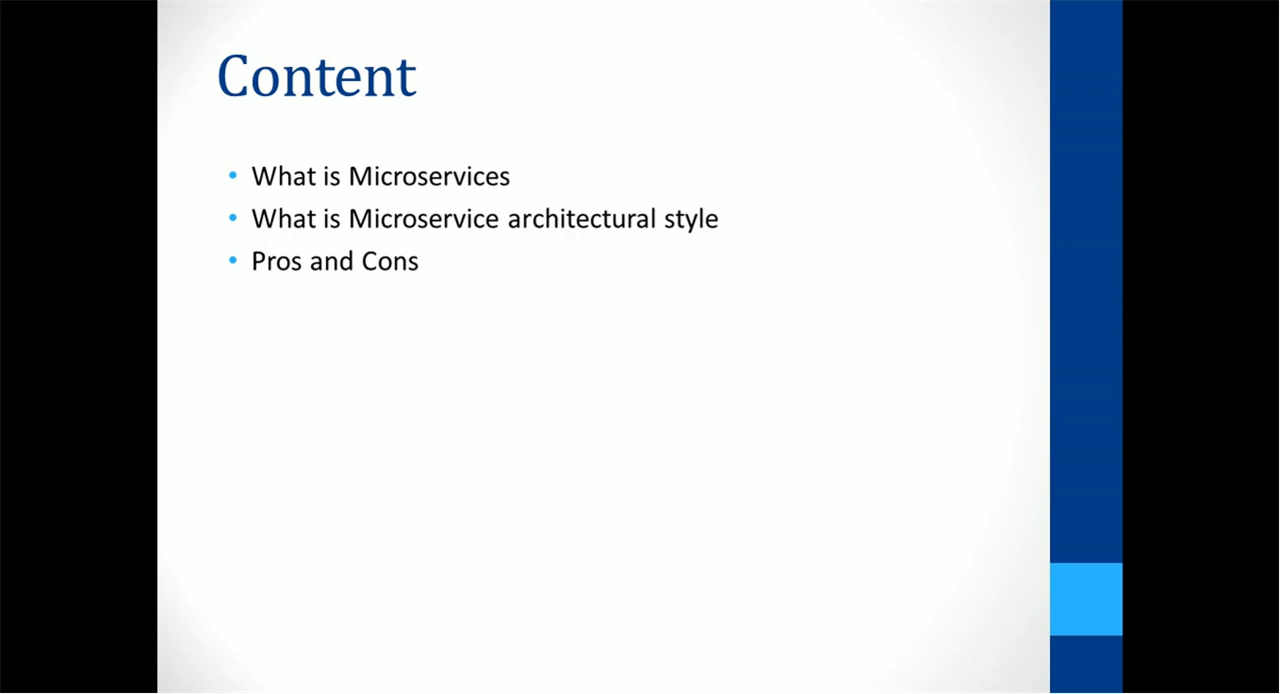 Content
• What is Microservices
• What is Microservice architectural style
• Pros and Cons